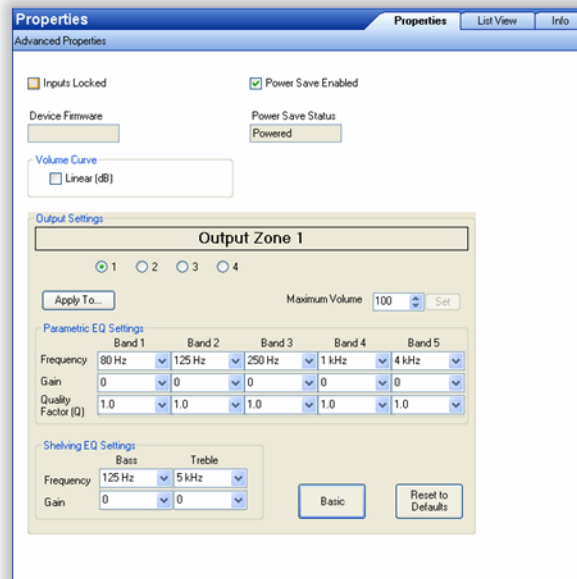 Properties
Properties List View Info
Advanced Properties
Inputs Locked
Power Save Enabled
Device Firmware
Power Save Status
Powered
Volume Curve
Linear (dB)
Output Settings
Output Zone 1
1 2 3 4
Apply To...
Maximum Volume 100 Set
Parametric EQ Settings
Band 1 Band 2 Band 3 Band 4 Band 5
Frequency 80 Hz 125 Hz 250 Hz 1 kHz 4 kHz
Gain 0 0 0 0 0
Quality
Factor (Q) 1.0 1.0 1.0 1.0 1.0
Shelving EQ Settings
Bass Treble
Frequency 125 Hz 5 kHz
Gain 0 0
Basic
Reset to
Defaults